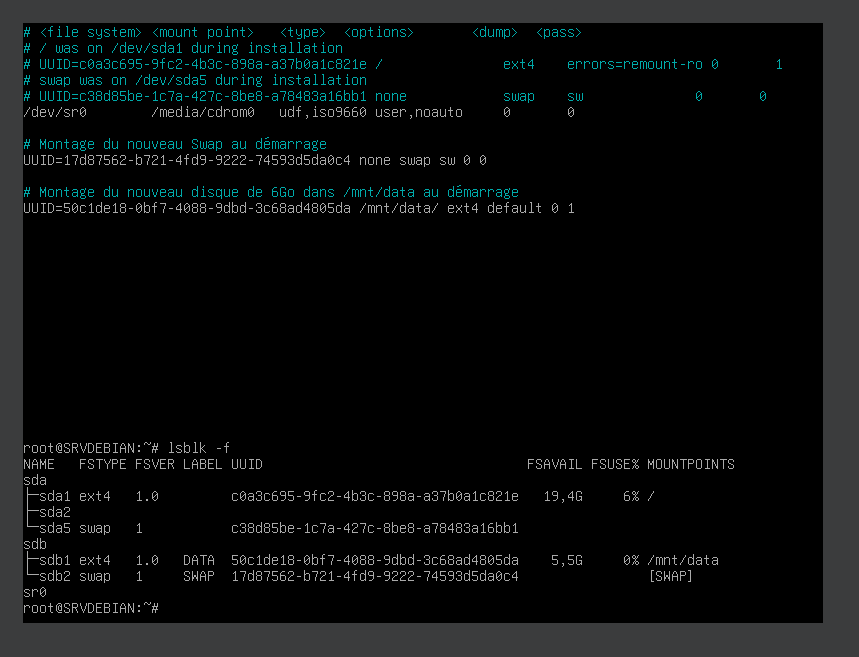 # <file system> <mount point>   <type>  <options>       <dump>  <pass>
# / was on /dev/sda1 during installation
# UUID=c0a3c695-9fc2-4b3c-898a-a37b0a1c821e /               ext4    errors=remount-ro 0       1
# swap was on /dev/sda5 during installation
# UUID=c38d85be-1c7a-427c-8be8-a78483a16bb1 none            swap    sw              0       0
/dev/sr0        /media/cdrom0   udf,iso9660 user,noauto     0       0
# Montage du nouveau Swap au démarrage
UUID=17d87562-b721-4fd9-9222-74593d5da0c4 none swap sw 0 0
# Montage du nouveau disque de 6Go dans /mnt/data au démarrage
UUID=50c1de18-0bf7-4088-9dbd-3c68ad4805da /mnt/data/ ext4 default 0 1
root@SRVDEBIAN:~# lsblk -f
NAME   FSTYPE FSVER LABEL UUID                                 FSAVAIL FSUSE% MOUNTPOINTS
sda
├─sda1 ext4   1.0         c0a3c695-9fc2-4b3c-898a-a37b0a1c821e   19,4G     6% /
├─sda2
└─sda5 swap   1           c38d85be-1c7a-427c-8be8-a78483a16bb1
sdb
├─sdb1 ext4   1.0   DATA  50c1de18-0bf7-4088-9dbd-3c68ad4805da    5,5G     0% /mnt/data
└─sdb2 swap   1     SWAP  17d87562-b721-4fd9-9222-74593d5da0c4                [SWAP]
sr0
root@SRVDEBIAN:~#